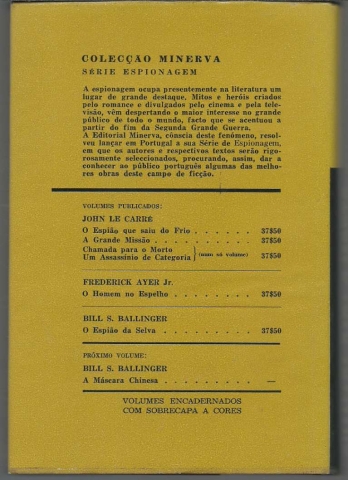 COLECÇÃO MINERVA
SÉRIE ESPIONAGEM
A espionagem ocupa presentemente na literatura um
lugar de grande destaque. Mitos e heróis criados
pelo romance e divulgados pelo cinema e pela tele-
visão, vêm despertando o maior interesse no grande
público de todo o mundo, facto que se acentuou a
partir do fim da Segunda Grande Guerra.
A Editorial Minerva, cônscia deste fenómeno, resol-
veu lançar em Portugal a sua Série de Espionagem,
em que os autores e respectivos textos serão rigo-
rosamente seleccionados, procurando, assim, dar a
conhecer ao público português algumas das melho-
res obras deste campo de ficção.
VOLUMES PUBLICADOS:
JOHN LE CARRÉ
O Espião que saiu do Frio . . . . . . 37$50
A Grande Missão . . . . . . . . . . 37$50
Chamada para o Morto
Um Assassínio de Categoria } (num só volume) 37$50
FREDERICK AYER Jr.
O Homem no Espelho . . . . . . . . 37$50
BILL S. BALLINGER
O Espião da Selva . . . . . . . . . 37$50
PRÓXIMO VOLUME:
BILL S. BALLINGER
A Máscara Chinesa . . . . . . . . . —
VOLUMES ENCADERNADOS
COM SOBRECAPA A CORES